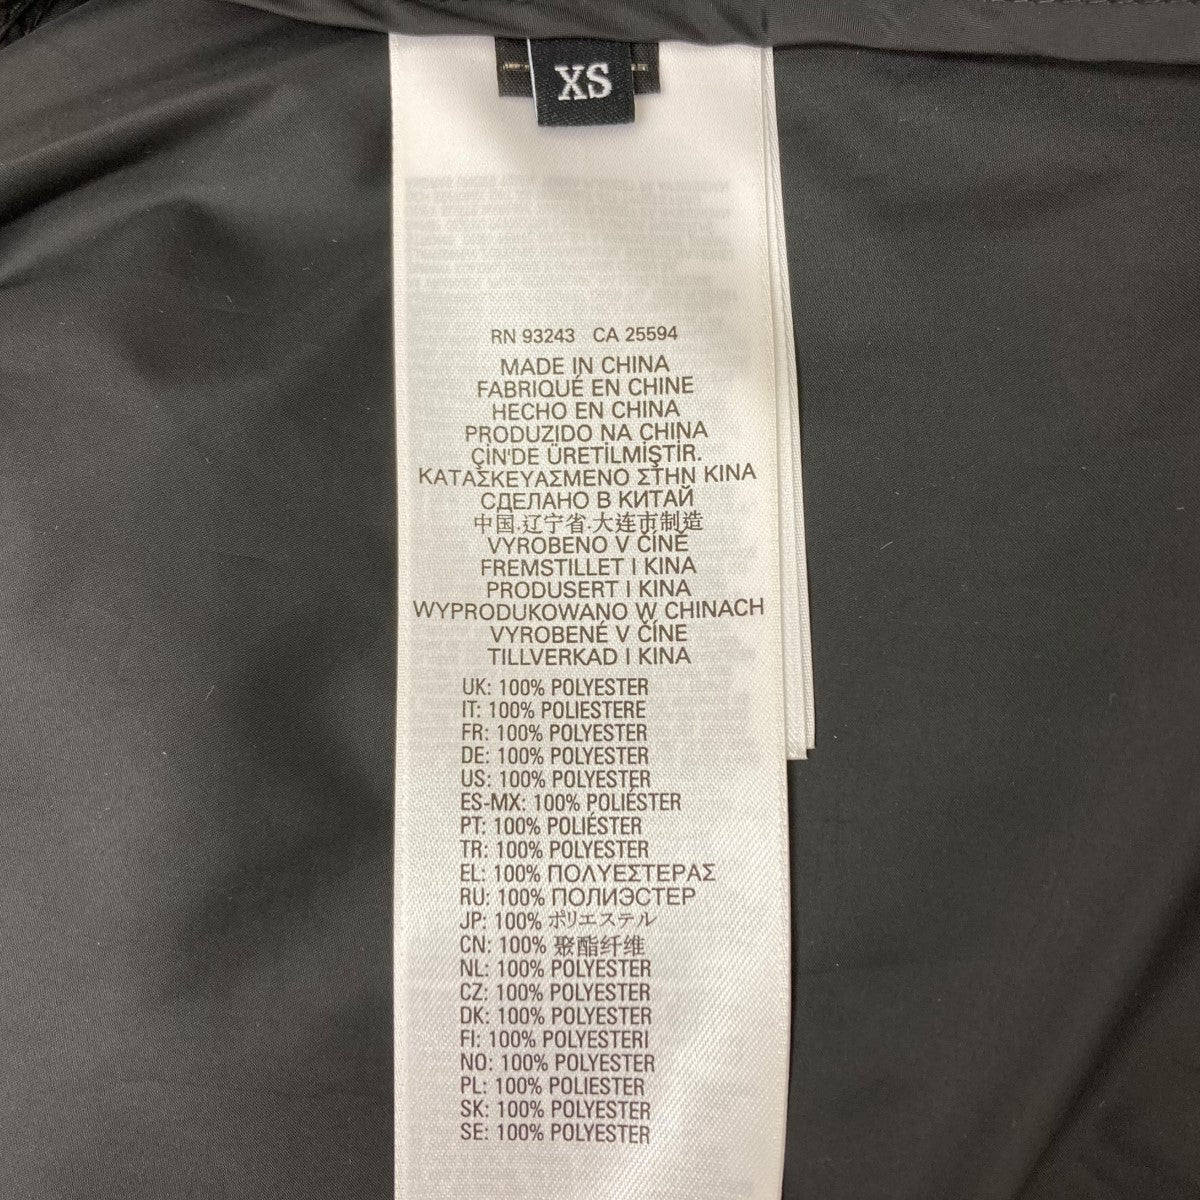 XS
RN 93243 CA 25594
MADE IN CHINA
FABRIQUÉ EN CHINE
HECHO EN CHINA
PRODUZIDO NA CHINA
ÇİN'DE ÜRETİLMİŞTİR.
ΚΑΤΑΣΚΕΥΑΣΜΕΝΟ ΣΤΗΝ ΚΙΝΑ
СДЕЛАНО В КИТАЙ
中国.辽宁省.大连市制造
VYROBENO V ČÍNĚ
FREMSTILLET I KINA
PRODUSERT I KINA
WYPRODUKOWANO W CHINACH
VYROBENÉ V ČÍNE
TILLVERKAD I KINA
UK: 100% POLYESTER
IT: 100% POLIESTERE
FR: 100% POLYESTER
DE: 100% POLYESTER
US: 100% POLYESTER
ES-MX: 100% POLIÉSTER
PT: 100% POLIÉSTER
TR: 100% POLYESTER
EL: 100% ΠΟΛΥΕΣΤΕΡΑΣ
RU: 100% ПОЛИЭСТЕР
JP: 100% ポリエステル
CN: 100% 聚酯纤维
NL: 100% POLYESTER
CZ: 100% POLYESTER
DK: 100% POLYESTER
FI: 100% POLYESTERI
NO: 100% POLYESTER
PL: 100% POLIESTER
SK: 100% POLYESTER
SE: 100% POLYESTER